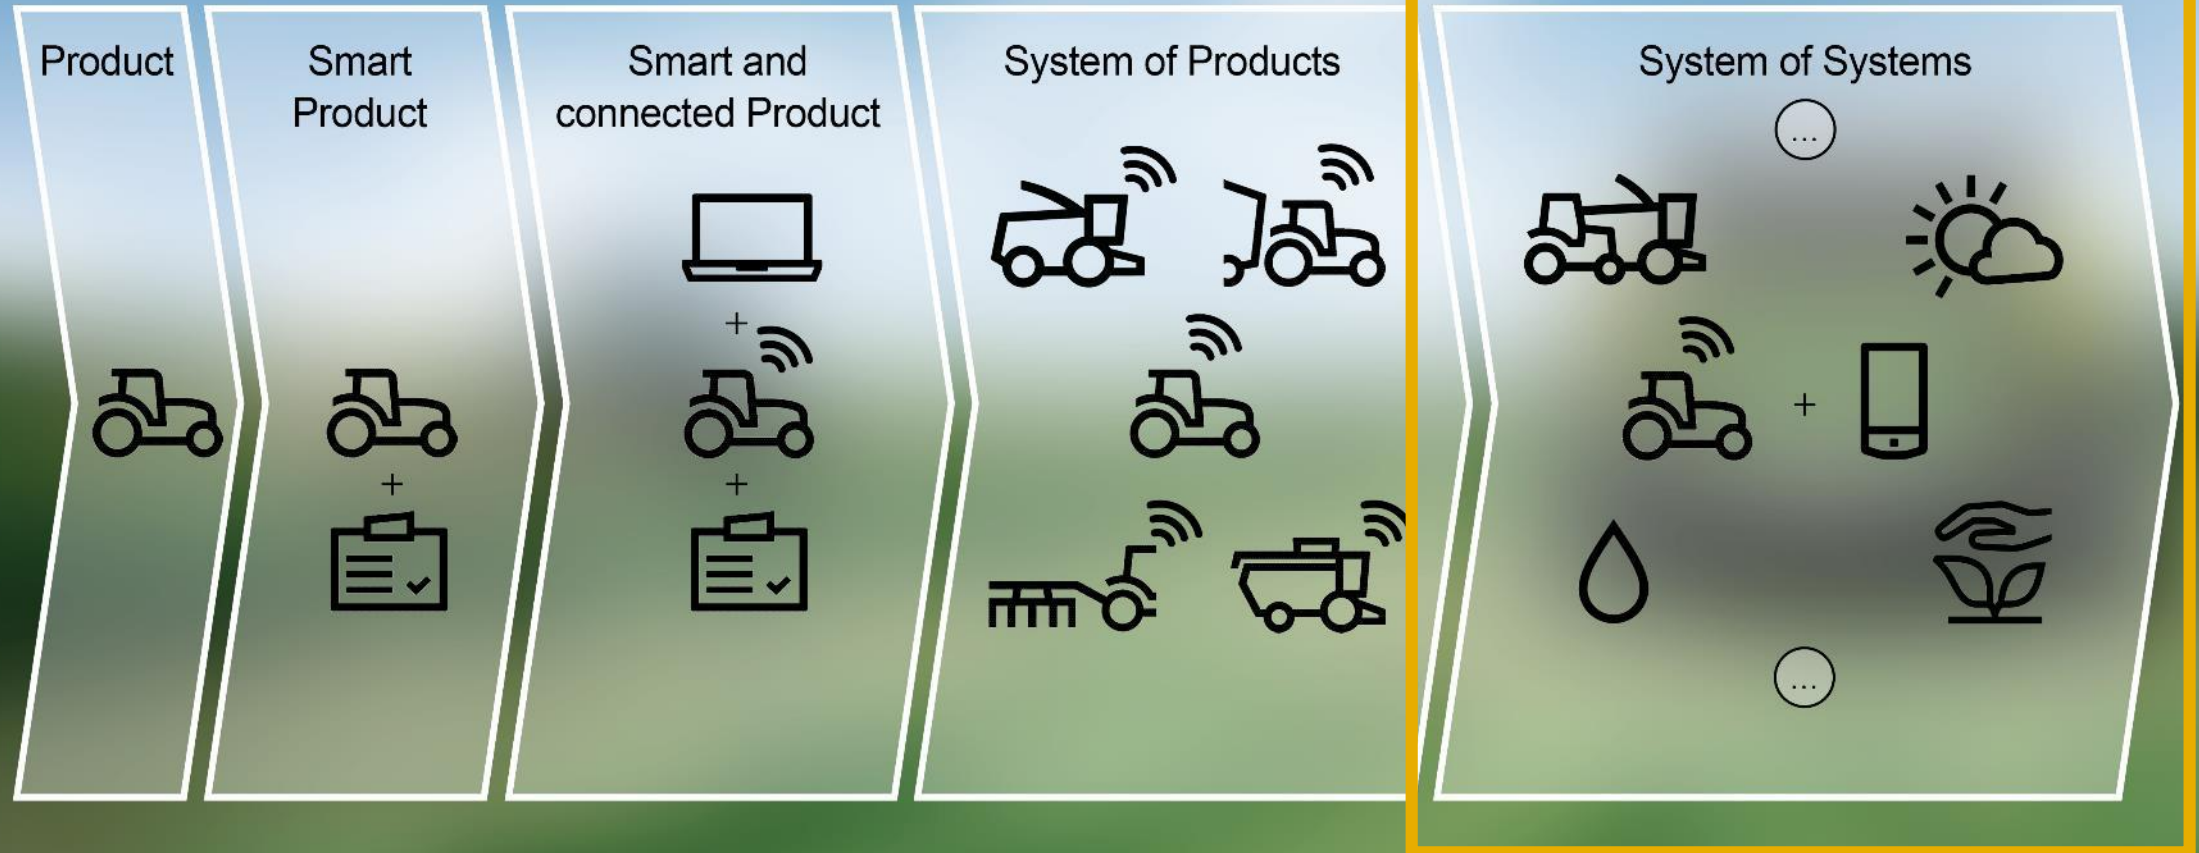 Product
Smart
Product
Smart and
connected Product
+
+
+
System of Products
System of Systems
...
+
...